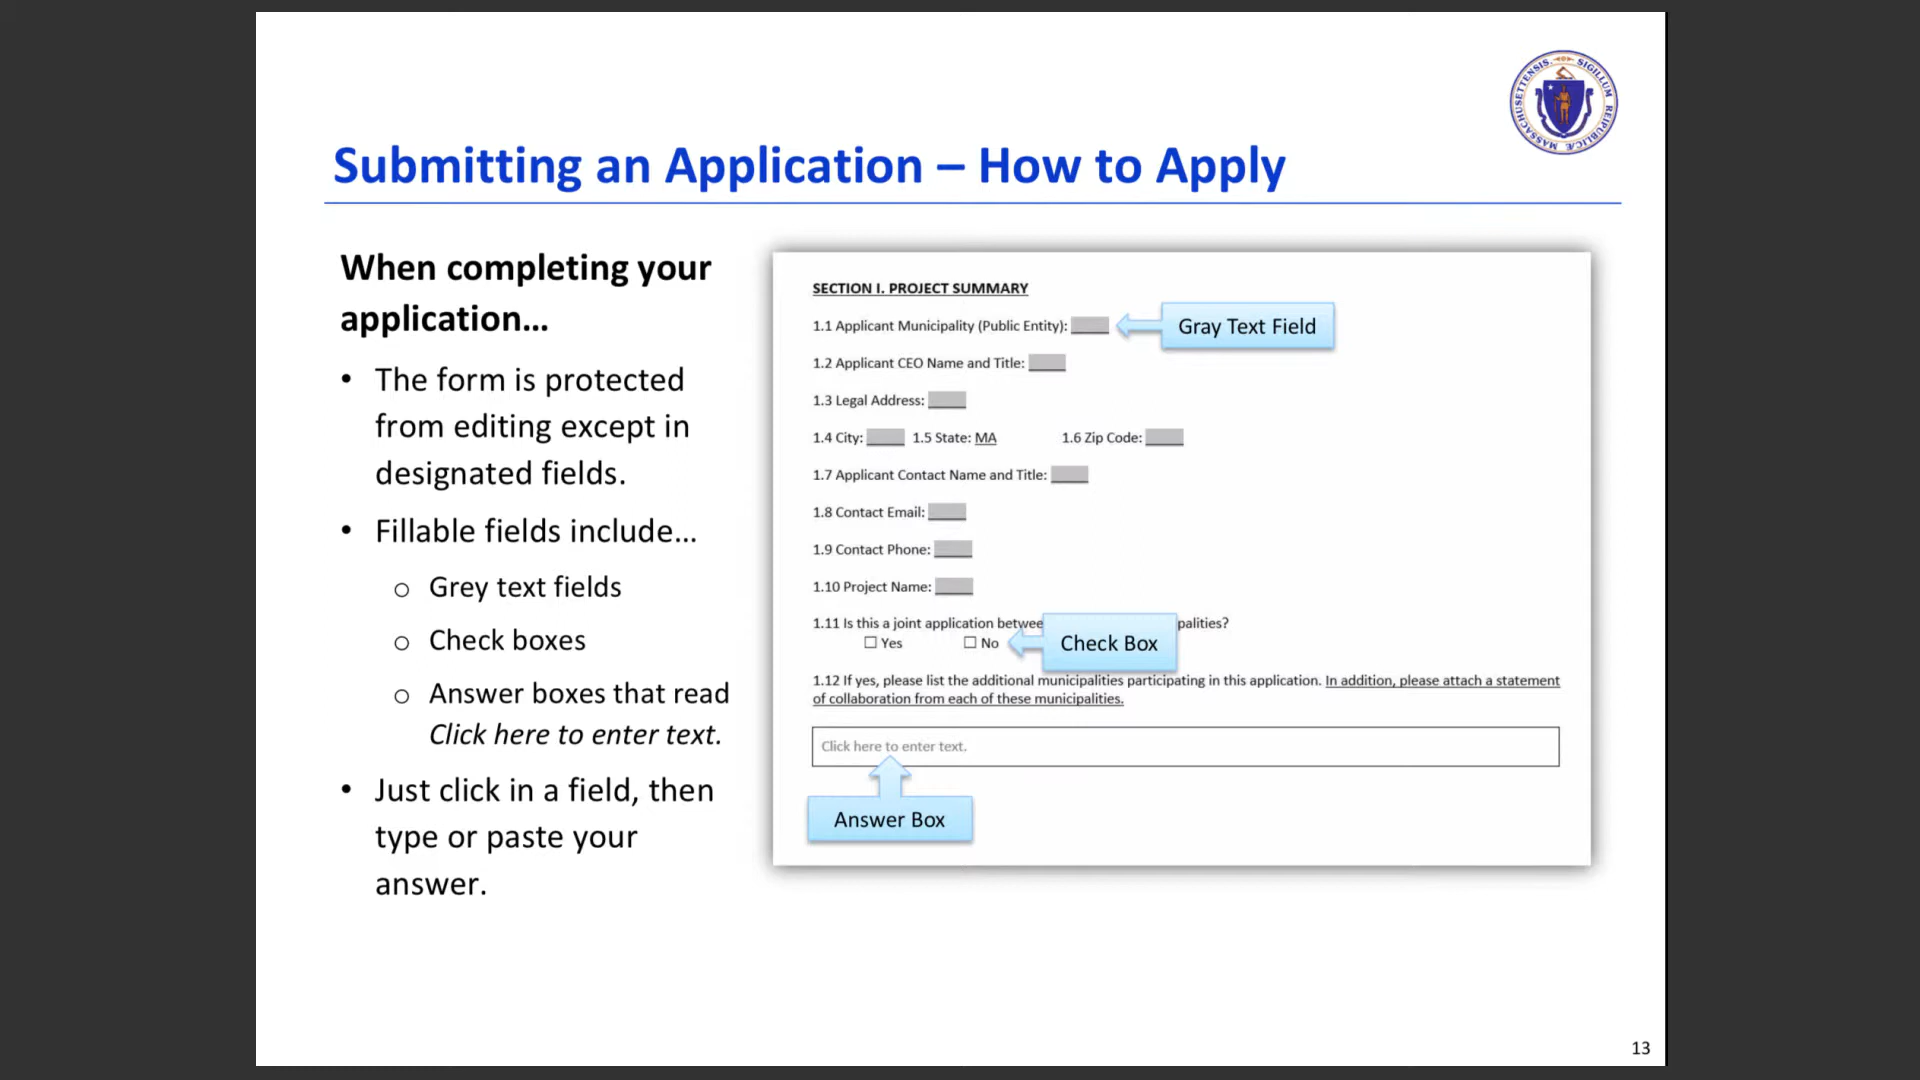 MASSACHUSETTENSIS. SIGILLUM REIPUBLICÆ
Submitting an Application – How to Apply
When completing your
application…
• The form is protected
from editing except in
designated fields.
• Fillable fields include…
o Grey text fields
o Check boxes
o Answer boxes that read
Click here to enter text.
• Just click in a field, then
type or paste your
answer.
SECTION I. PROJECT SUMMARY
1.1 Applicant Municipality (Public Entity):
Gray Text Field
1.2 Applicant CEO Name and Title:
1.3 Legal Address:
1.4 City: 1.5 State: MA 1.6 Zip Code:
1.7 Applicant Contact Name and Title:
1.8 Contact Email:
1.9 Contact Phone:
1.10 Project Name:
1.11 Is this a joint application betwee palities?
☐ Yes ☐ No
Check Box
1.12 If yes, please list the additional municipalities participating in this application. In addition, please attach a statement
of collaboration from each of these municipalities.
Click here to enter text.
Answer Box
13